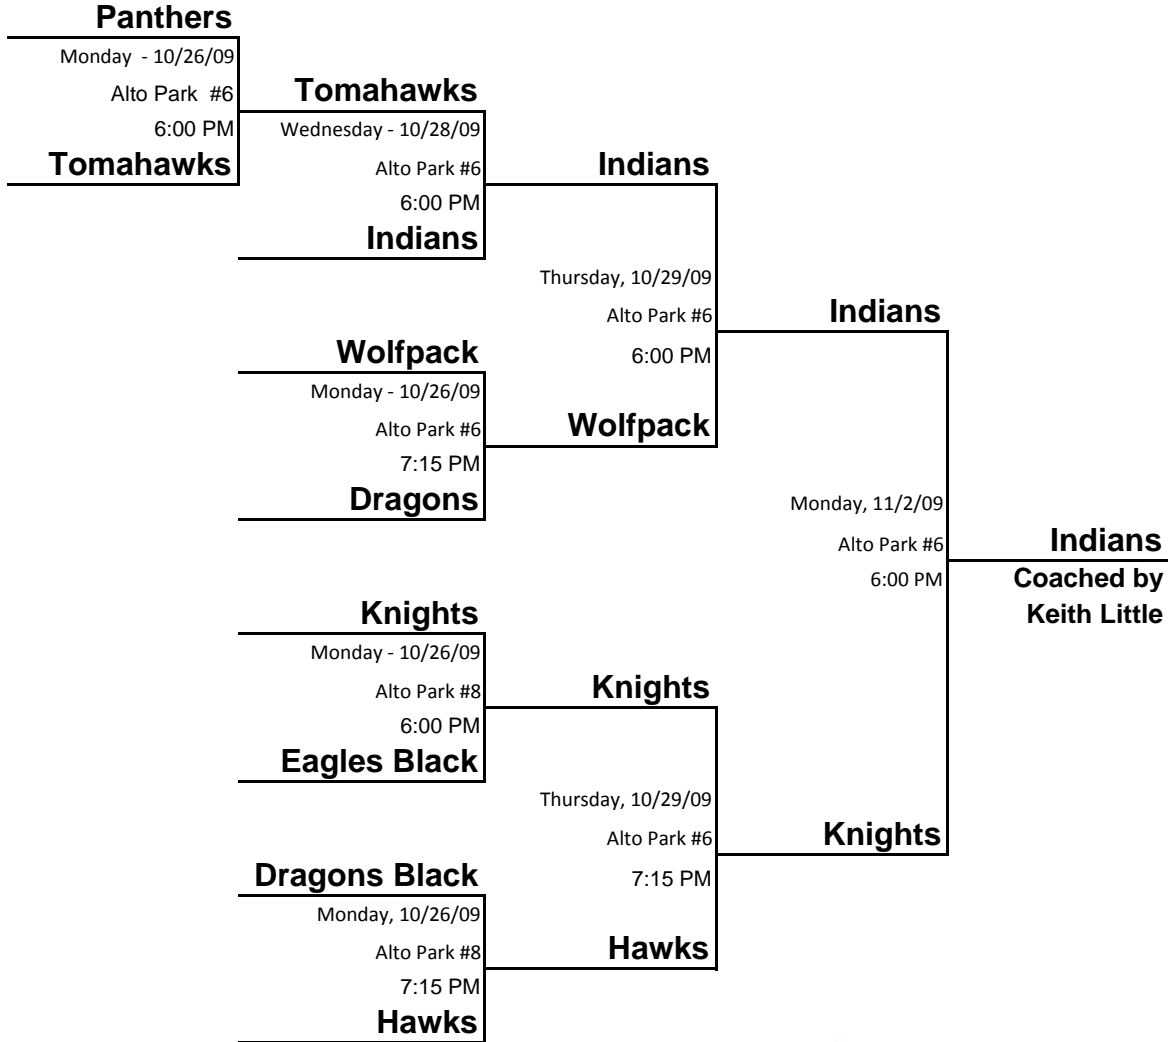 Panthers
Monday - 10/26/09
Alto Park #6
6:00 PM
Tomahawks
Tomahawks
Wednesday - 10/28/09
Alto Park #6
6:00 PM
Indians
Indians
Thursday, 10/29/09
Alto Park #6
6:00 PM
Wolfpack
Wolfpack
Monday - 10/26/09
Alto Park #6
7:15 PM
Dragons
Indians
Monday, 11/2/09
Alto Park #6
6:00 PM
Knights
Indians
Coached by
Keith Little
Knights
Monday - 10/26/09
Alto Park #8
6:00 PM
Eagles Black
Knights
Thursday, 10/29/09
Alto Park #6
7:15 PM
Hawks
Dragons Black
Monday, 10/26/09
Alto Park #8
7:15 PM
Hawks